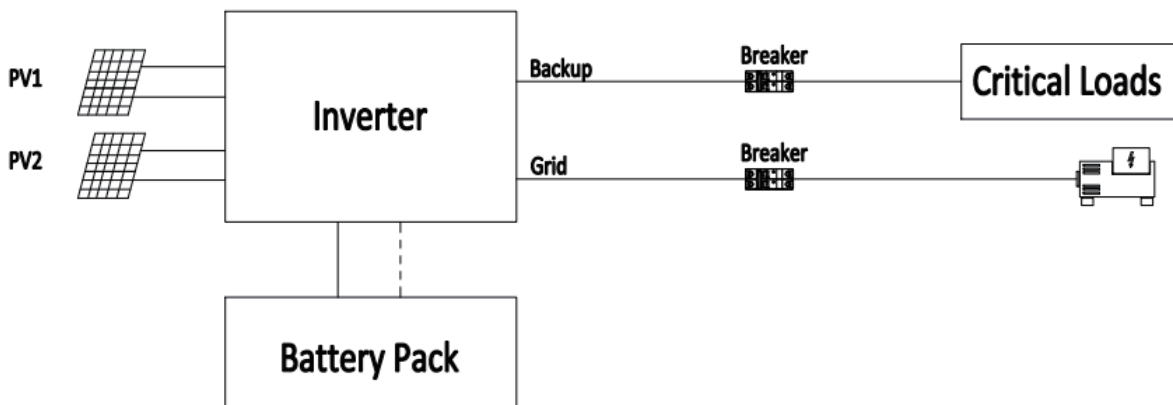 PV1
PV2
Inverter
Backup
Breaker
Critical Loads
Grid
Breaker
Battery Pack